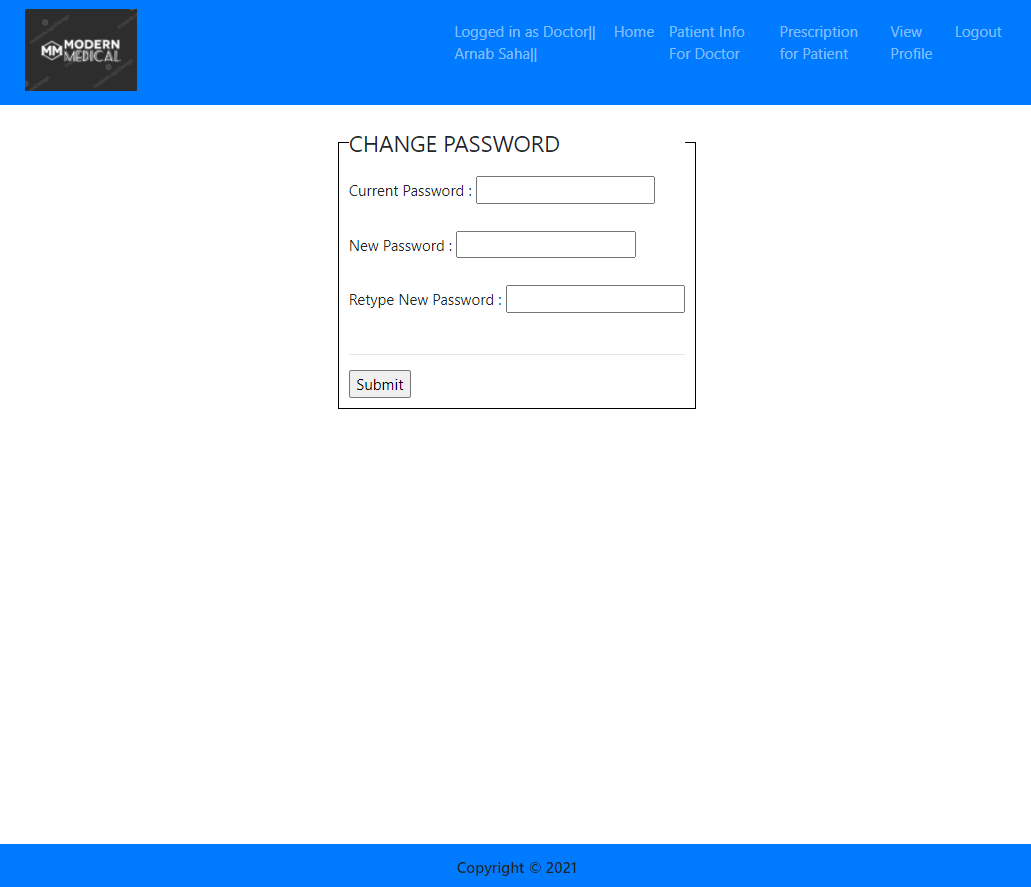 MM MODERN
MEDICAL
Logged in as Doctor||
Arnab Saha||
Home
Patient Info
For Doctor
Prescription
for Patient
View
Profile
Logout
CHANGE PASSWORD
Current Password :
New Password :
Retype New Password :
Submit
Copyright © 2021